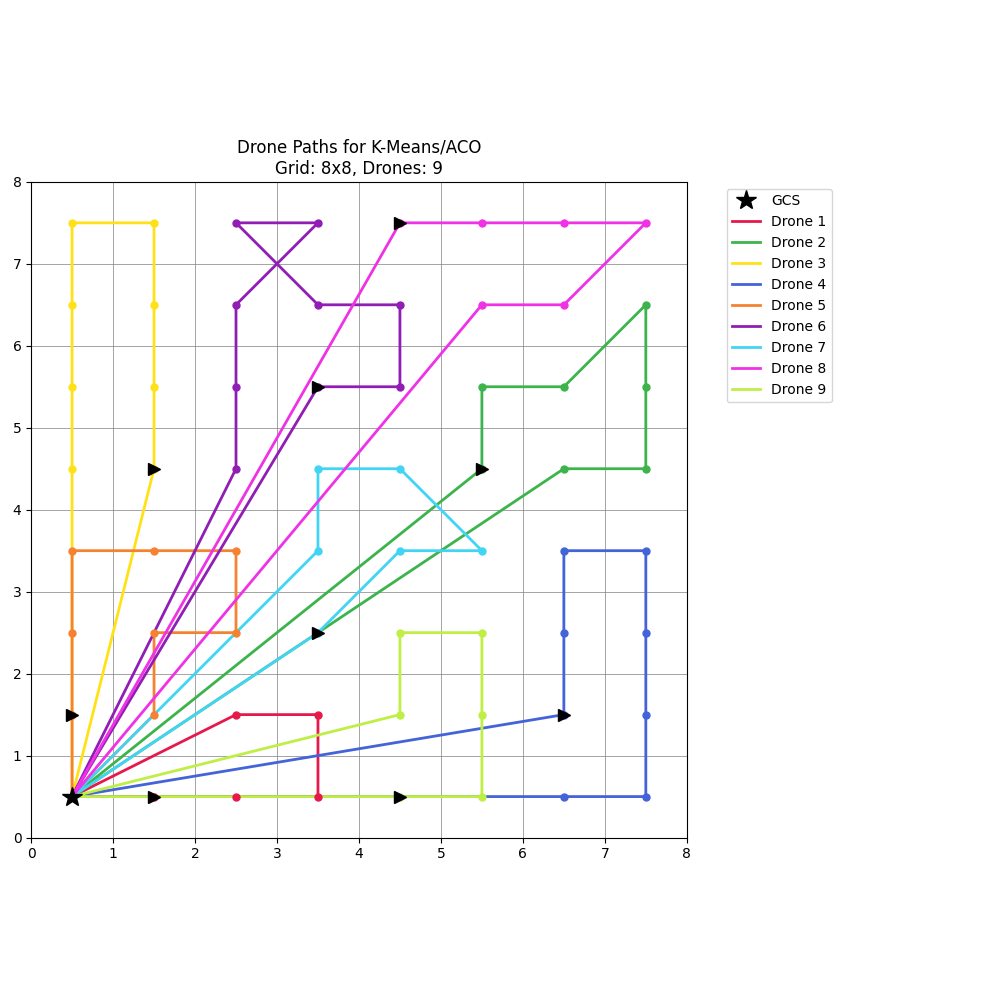 Drone Paths for K-Means/ACO
Grid: 8x8, Drones: 9
8
7
6
5
4
3
2
1
0
0 1 2 3 4 5 6 7 8
GCS
Drone 1
Drone 2
Drone 3
Drone 4
Drone 5
Drone 6
Drone 7
Drone 8
Drone 9